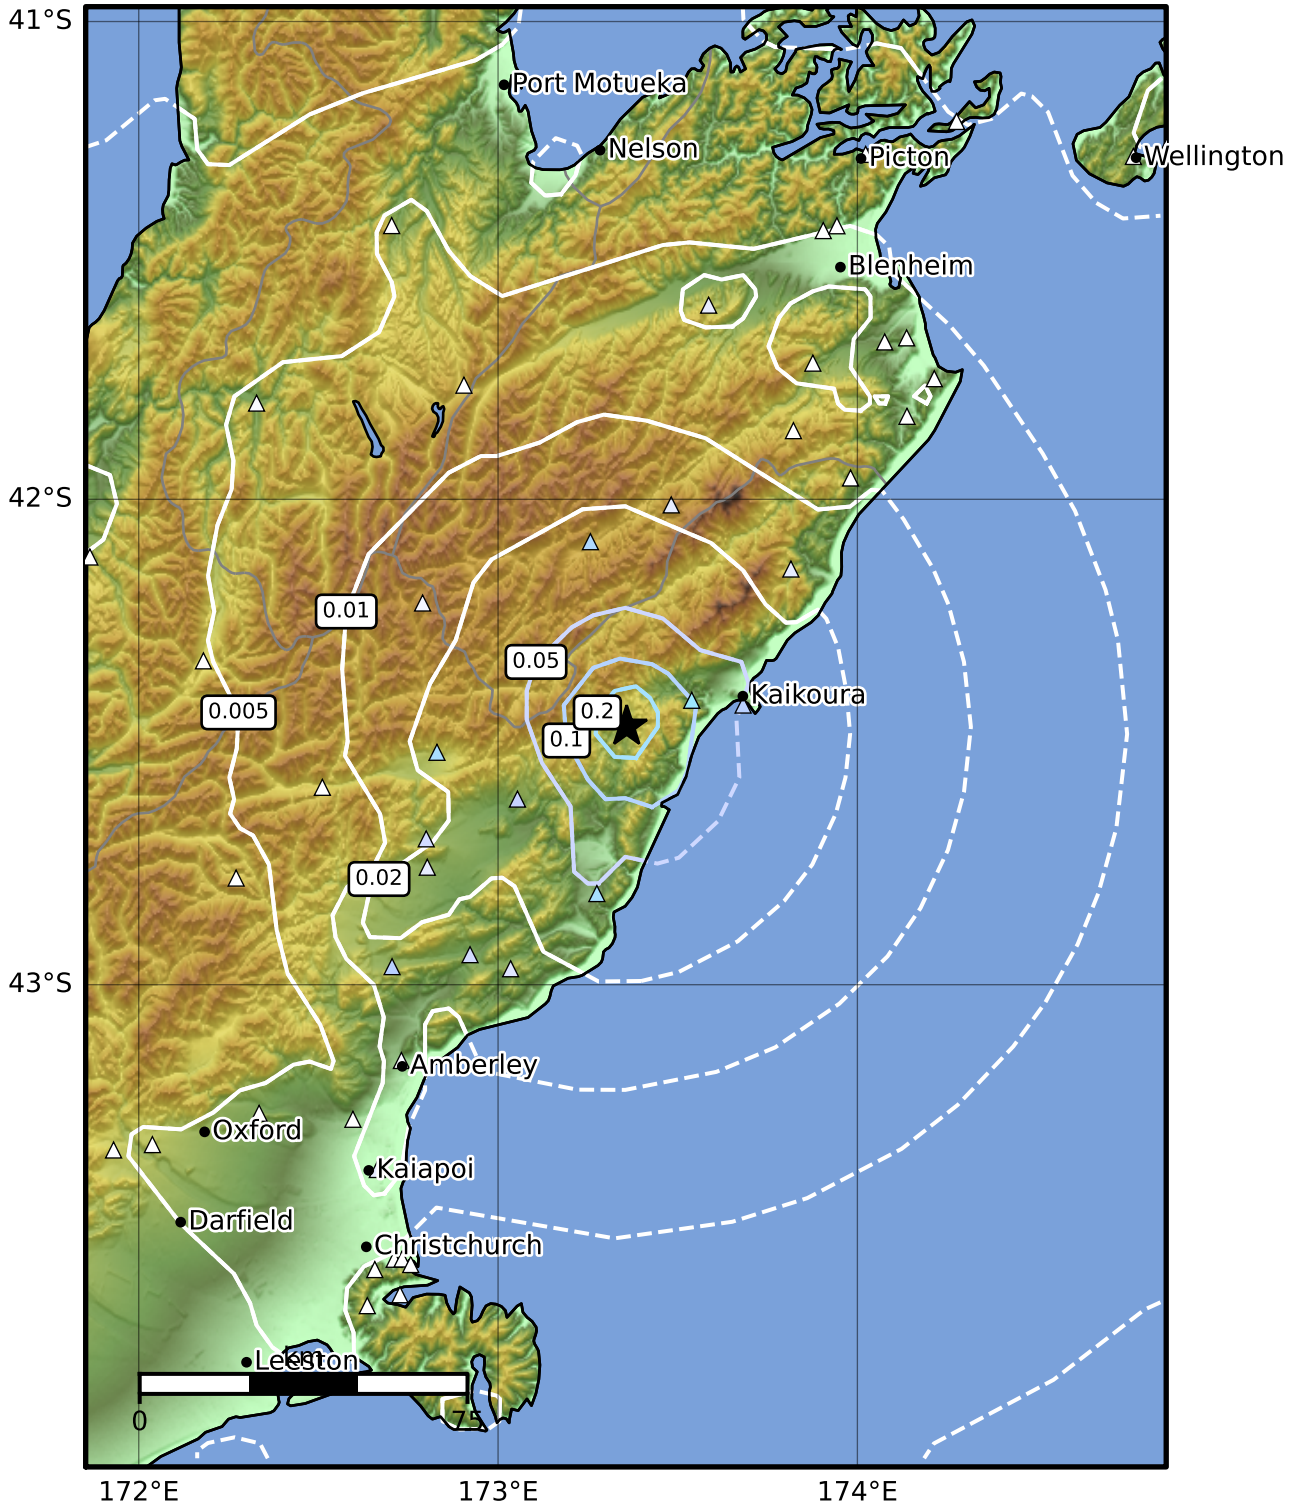 41°S
Port Motueka
Nelson
Picton
Wellington
Blenheim
42°S
0.01
0.05
Kaikoura
0.005
0.2
0.1
0.02
43°S
Amberley
Oxford
Kaiapoi
Darfield
Christchurch
km
Leeston
0
75
172°E
173°E
174°E